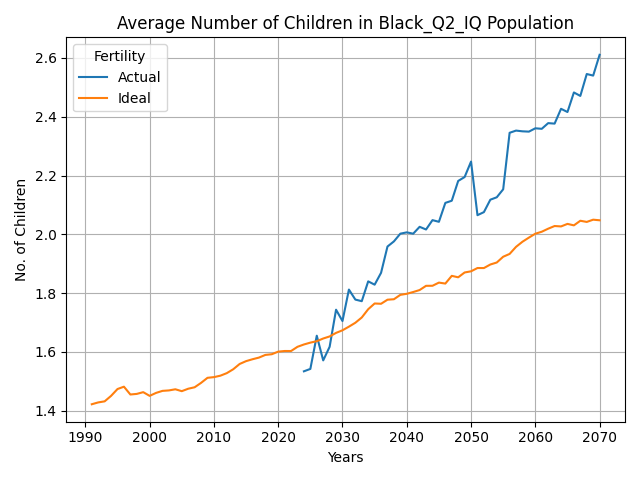 Average Number of Children in Black_Q2_IQ Population
Fertility
Actual
Ideal
No. of Children
2.6
2.4
2.2
2.0
1.8
1.6
1.4
1990 2000 2010 2020 2030 2040 2050 2060 2070
Years